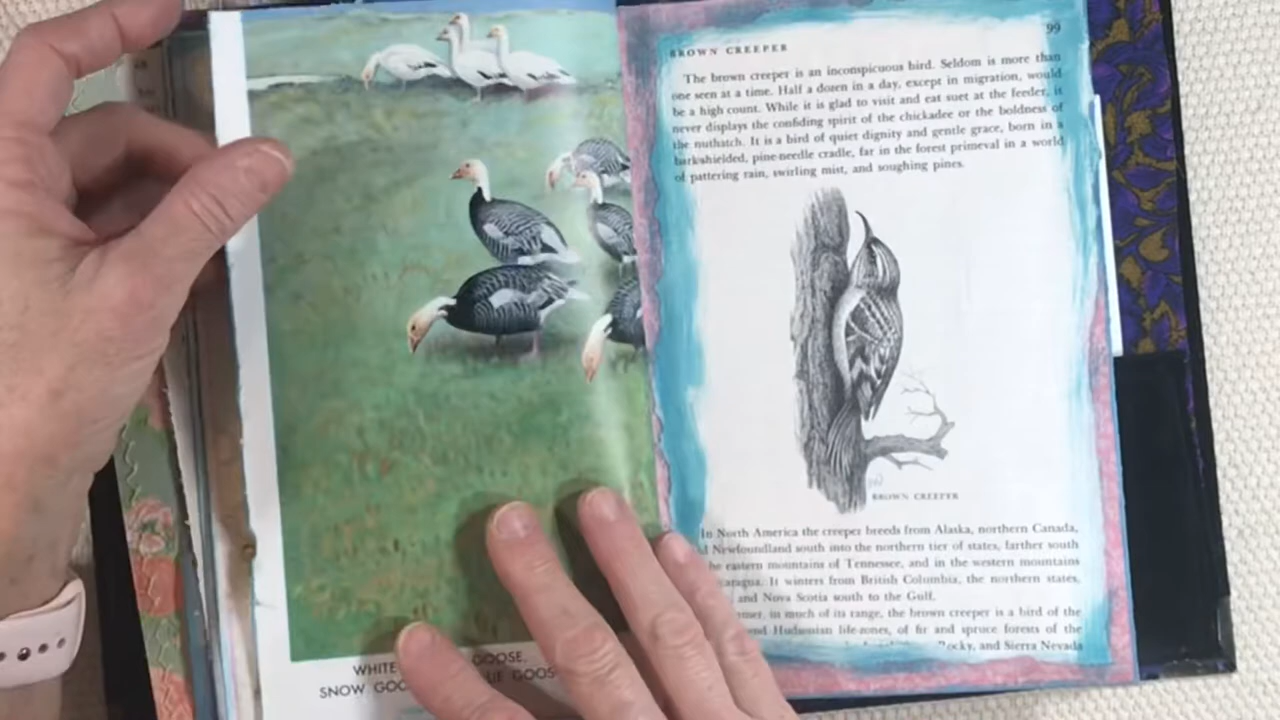 WHITE GOOSE.
SNOW GOO UE GOOS
99
BROWN CREEPER
The brown creeper is an inconspicuous bird. Seldom is more than
one seen at a time. Half a dozen in a day, except in migration, would
be a high count. While it is glad to visit and eat suet at the feeder, it
never displays the confiding spirit of the chickadee or the boldness of
the nuthatch. It is a bird of quiet dignity and gentle grace, born in a
bark-shielded, pine-needle cradle, far in the forest primeval in a world
of pattering rain, swirling mist, and soughing pines.
BROWN CREEPER
In North America the creeper breeds from Alaska, northern Canada,
d Newfoundland south into the northern tier of states, farther south
he eastern mountains of Tennessee, and in the western mountains
caragua. It winters from British Columbia, the northern states,
and Nova Scotia south to the Gulf.
mer, in much of its range, the brown creeper is a bird of the
and Hudsonian life-zones, of fir and spruce forests of the
Rocky, and Sierra Nevada